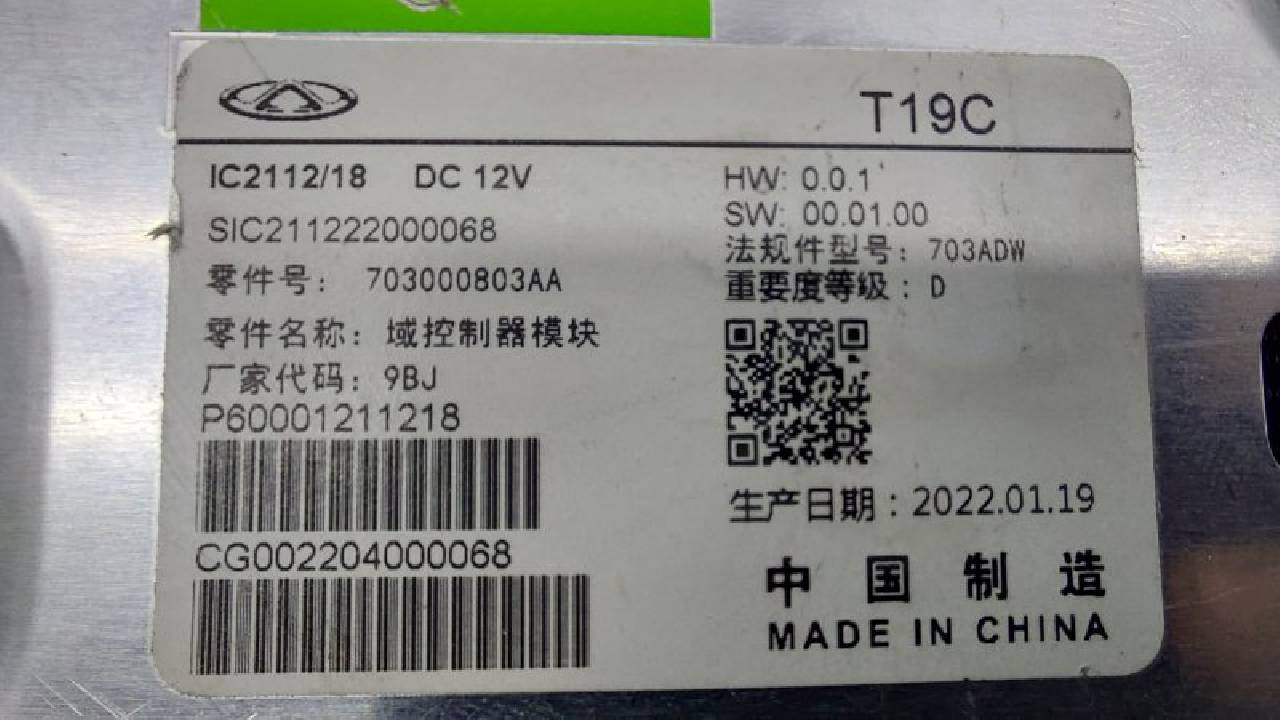 T19C
IC2112/18 DC 12V
SIC211222000068
零件号: 703000803AA
零件名称: 域控制器模块
厂家代码: 9BJ
P60001211218
CG002204000068
HW: 0.0.1
SW: 00.01.00
法规件型号: 703ADW
重要度等级: D
生产日期: 2022.01.19
中国制造
MADE IN CHINA